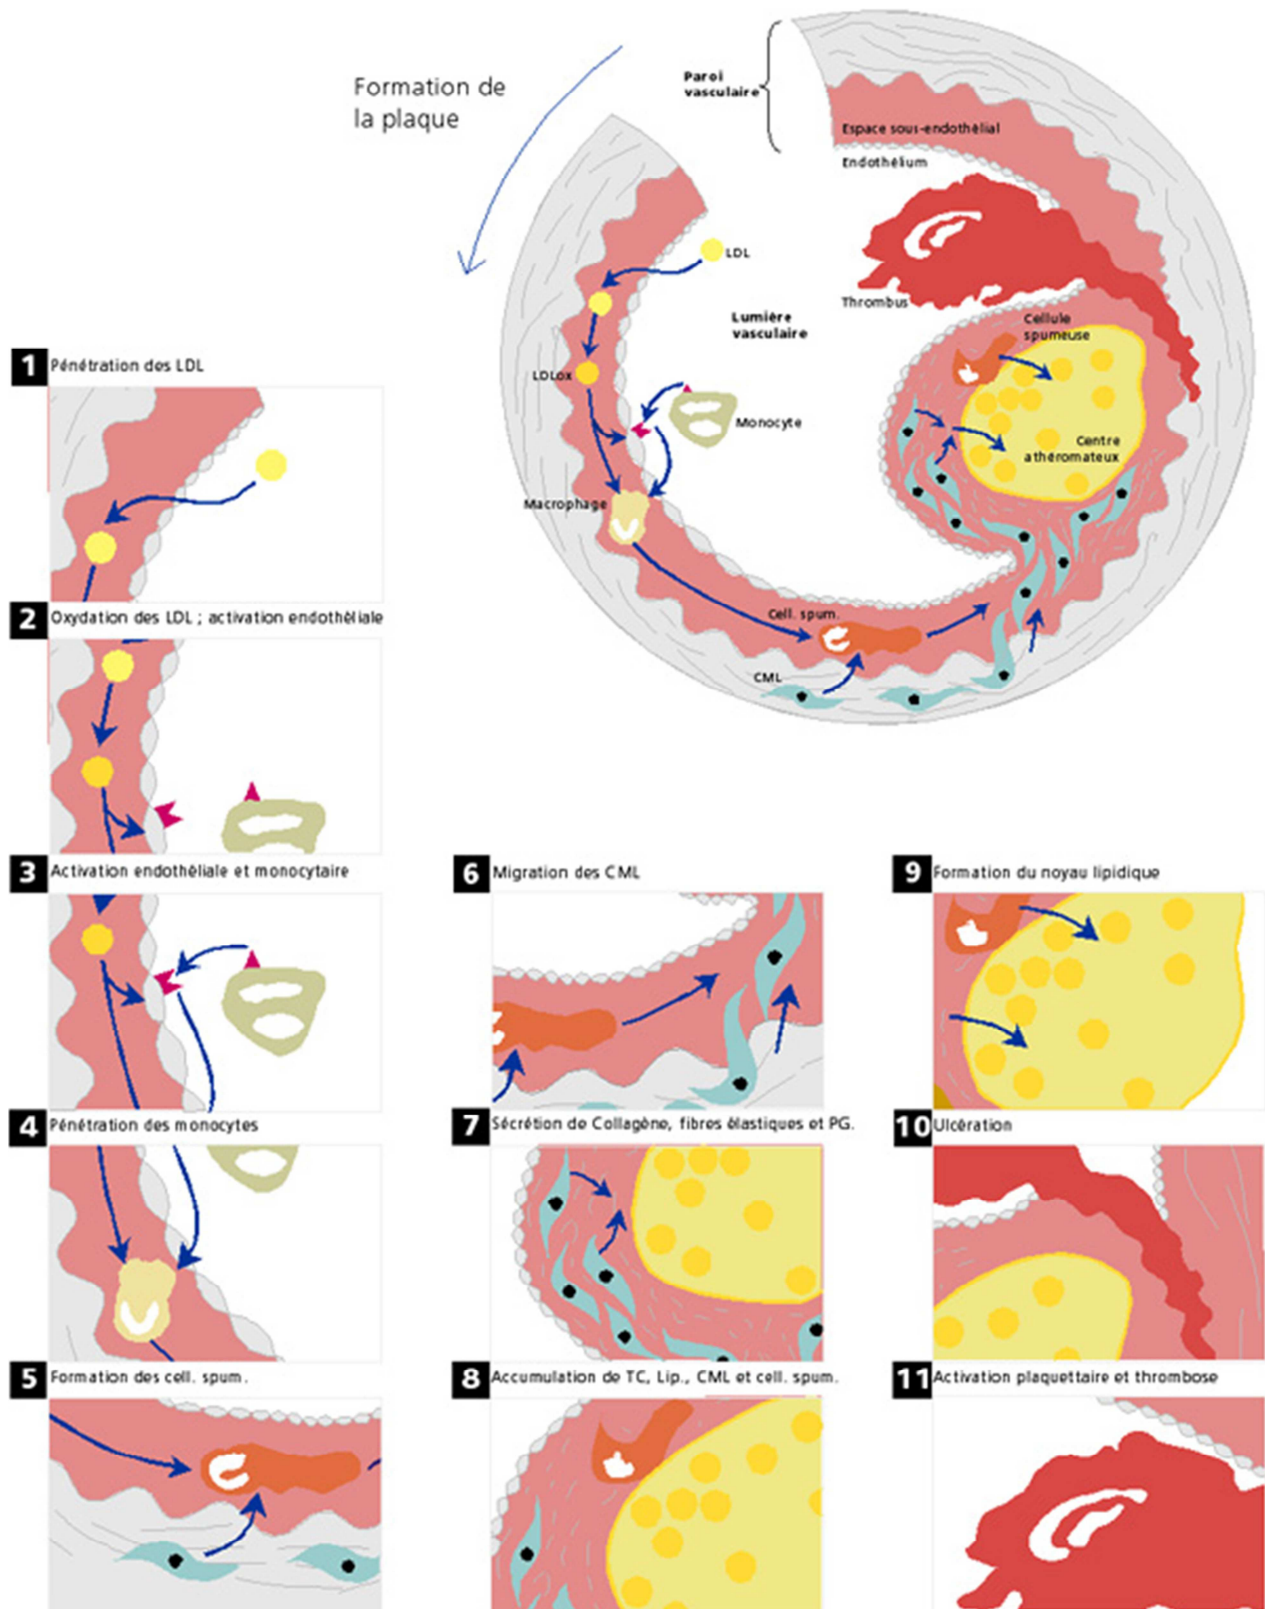 Formation de
la plaque
Paroi
vasculaire
Espace sous-endothélial
Endothélium
LDL
Thrombus
Lumière
vasculaire
Cellule
spumeuse
LDLox
Monocyte
Centre
athéromateux
Macrophage
Cell. spum.
CML
1 Pénétration des LDL
2 Oxydation des LDL ; activation endothéliale
3 Activation endothéliale et monocytaire
4 Pénétration des monocytes
5 Formation des cell. spum.
6 Migration des CML
7 Sécrétion de Collagène, fibres élastiques et PG.
8 Accumulation de TC, Lip., CML et cell. spum.
9 Formation du noyau lipidique
10 Ulcération
11 Activation plaquettaire et thrombose